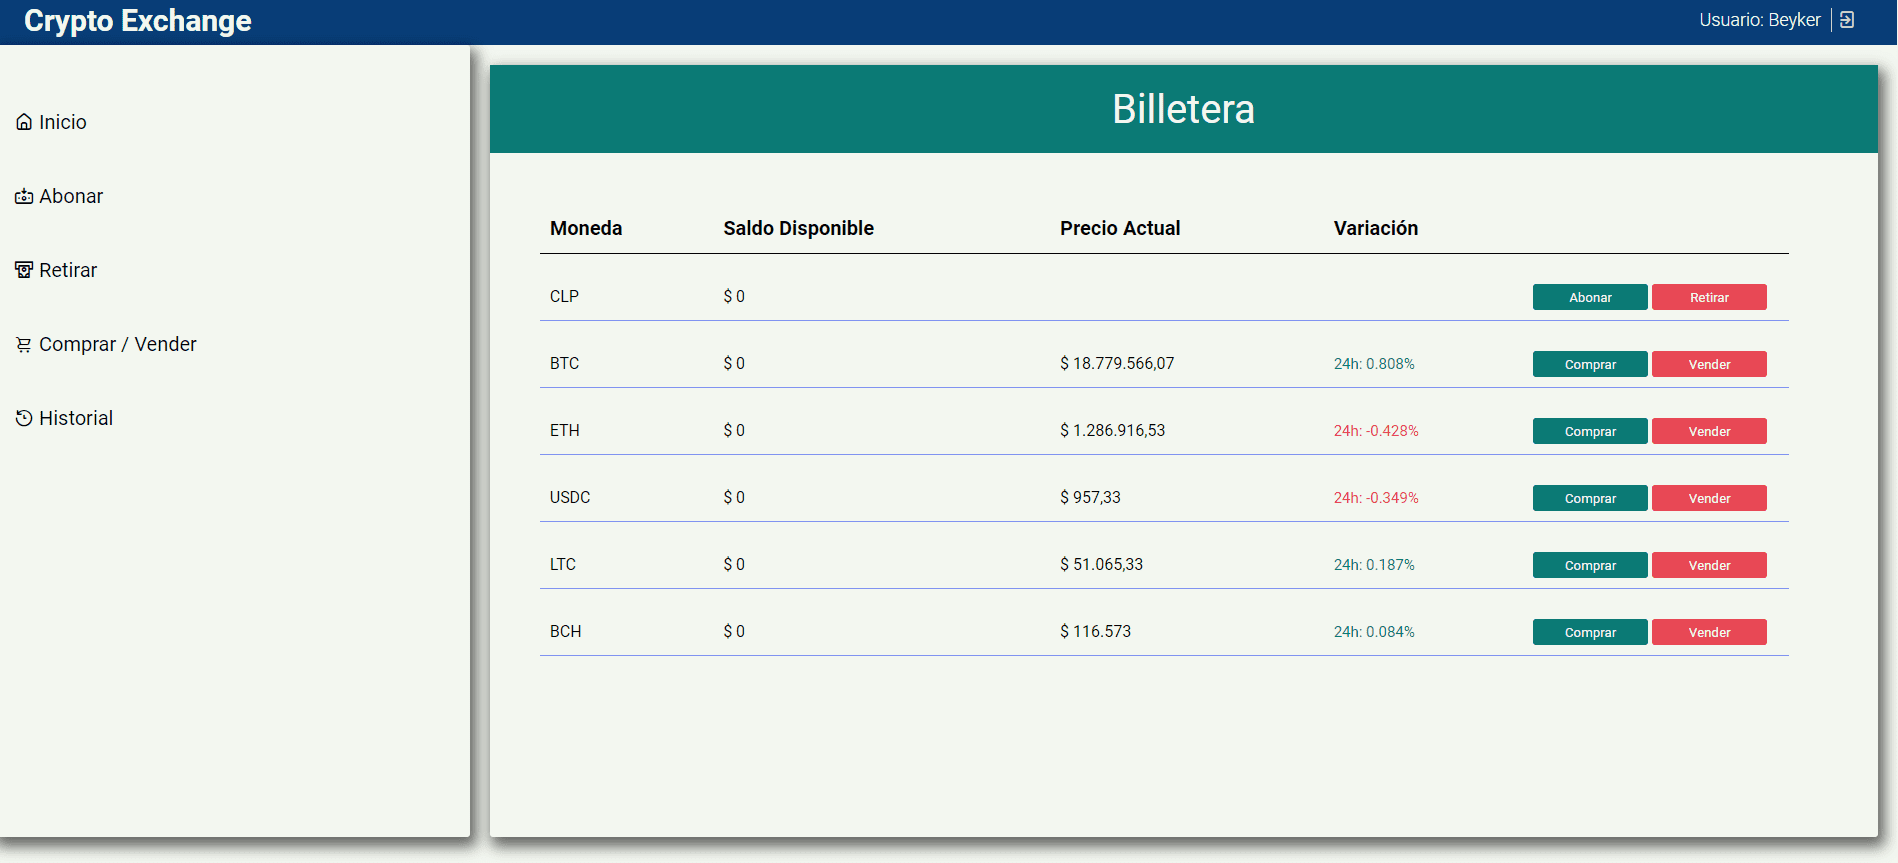 Crypto Exchange
Usuario: Beyker
Inicio
Abonar
Retirar
Comprar / Vender
Historial
Billetera
Moneda Saldo Disponible Precio Actual Variación
CLP $ 0 Abonar Retirar
BTC $ 0 $ 18.779.566,07 24h: 0.808% Comprar Vender
ETH $ 0 $ 1.286.916,53 24h: -0.428% Comprar Vender
USDC $ 0 $ 957,33 24h: -0.349% Comprar Vender
LTC $ 0 $ 51.065,33 24h: 0.187% Comprar Vender
BCH $ 0 $ 116.573 24h: 0.084% Comprar Vender